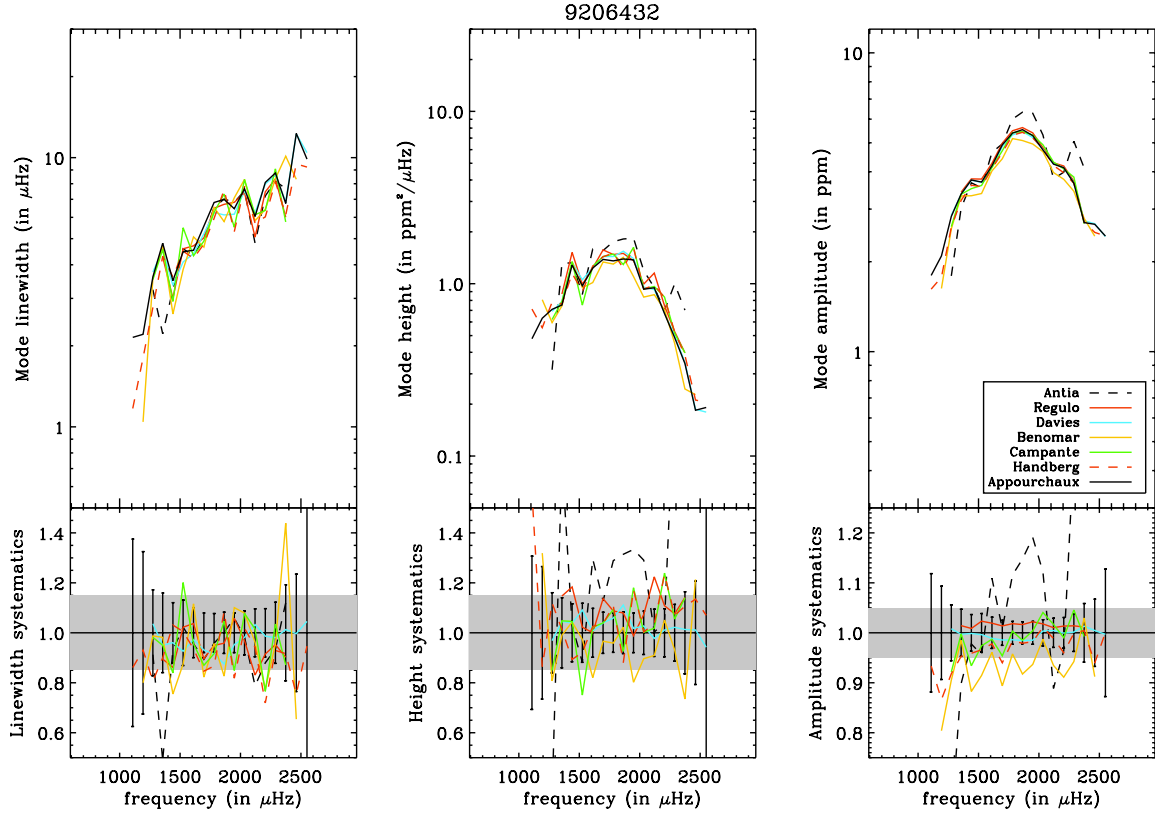 9206432
Mode linewidth (in μHz)
10
1
Linewidth systematics
1.4
1.2
1.0
0.8
0.6
1000 1500 2000 2500
frequency (in μHz)
Mode height (in ppm²/μHz)
10.0
1.0
0.1
Height systematics
1.4
1.2
1.0
0.8
0.6
1000 1500 2000 2500
frequency (in μHz)
Mode amplitude (in ppm)
10
1
Antia
Regulo
Davies
Benomar
Campante
Handberg
Appourchaux
Amplitude systematics
1.2
1.1
1.0
0.9
0.8
1000 1500 2000 2500
frequency (in μHz)